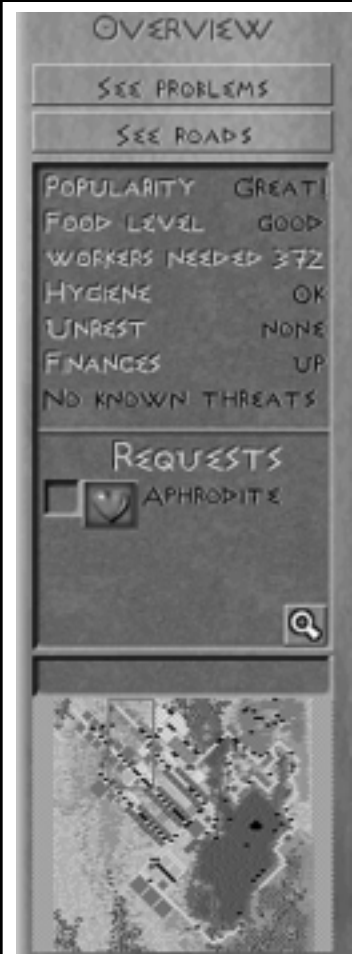 OVERVIEW
SEE PROBLEMS
SEE ROADS
POPULARITY GREAT!
FOOD LEVEL GOOD
WORKERS NEEDED 372
HYGIENE OK
UNREST NONE
FINANCES UP
NO KNOWN THREATS
REQUESTS
APHRODITE